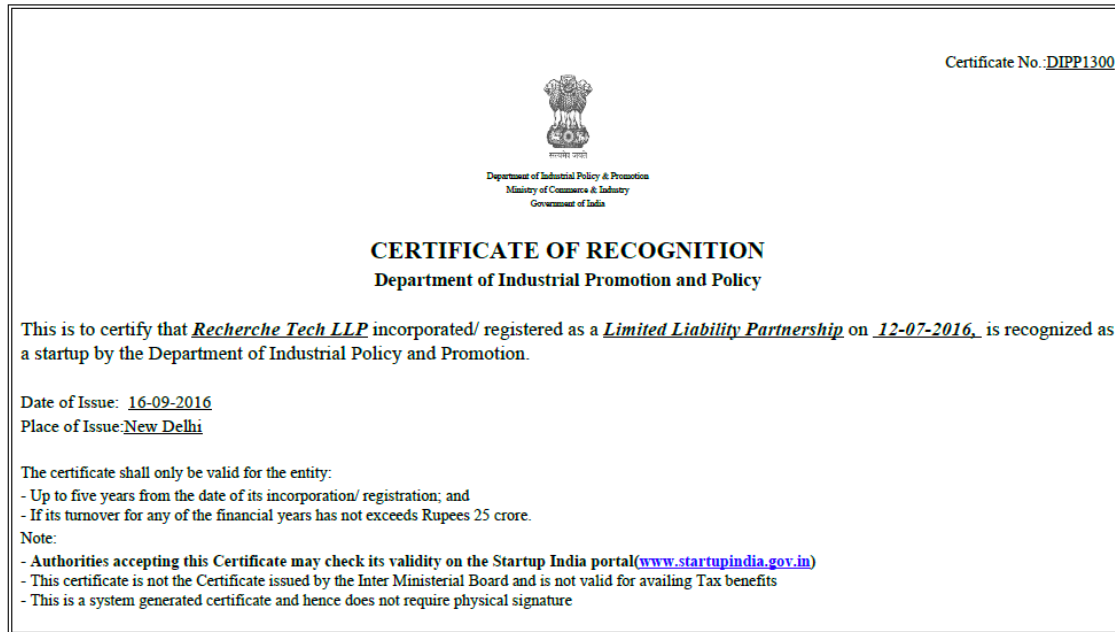 Certificate No.:DIPP1300
सत्यमेव जयते
Department of Industrial Policy & Promotion
Ministry of Commerce & Industry
Government of India
CERTIFICATE OF RECOGNITION
Department of Industrial Promotion and Policy
This is to certify that Recherche Tech LLP incorporated/ registered as a Limited Liability Partnership on 12-07-2016, is recognized as
a startup by the Department of Industrial Policy and Promotion.
Date of Issue: 16-09-2016
Place of Issue:New Delhi
The certificate shall only be valid for the entity:
- Up to five years from the date of its incorporation/ registration; and
- If its turnover for any of the financial years has not exceeds Rupees 25 crore.
Note:
- Authorities accepting this Certificate may check its validity on the Startup India portal(www.startupindia.gov.in)
- This certificate is not the Certificate issued by the Inter Ministerial Board and is not valid for availing Tax benefits
- This is a system generated certificate and hence does not require physical signature